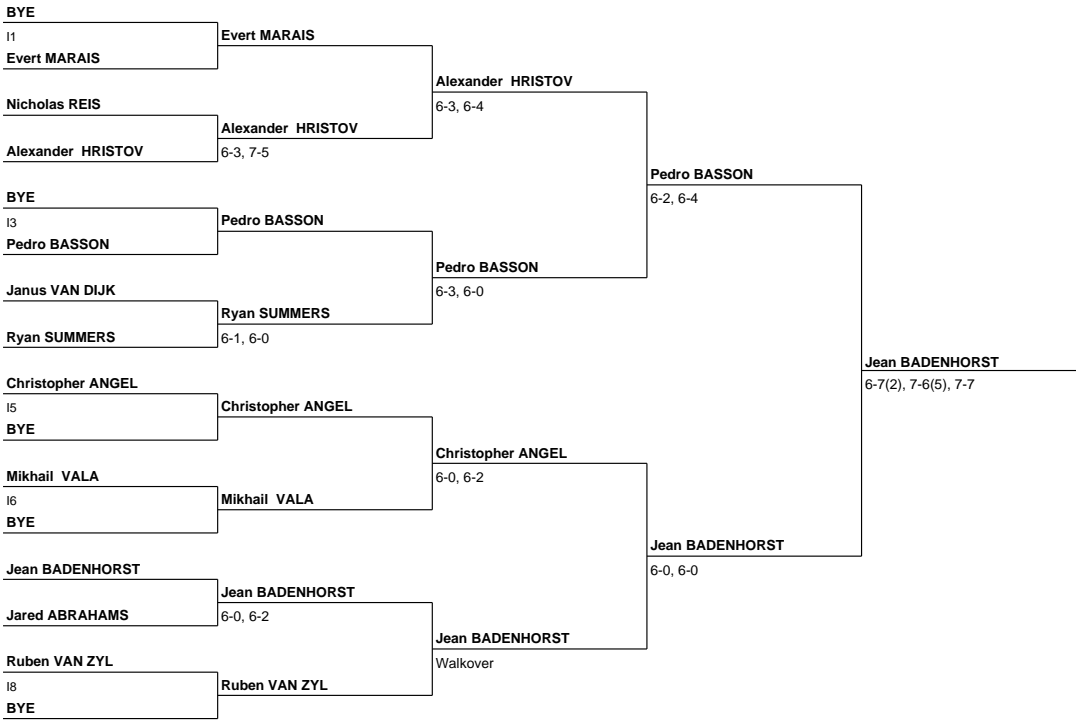 BYE
I1
Evert MARAIS
Evert MARAIS
Nicholas REIS
Alexander  HRISTOV
Alexander  HRISTOV
6-3, 7-5
Alexander  HRISTOV
6-3, 6-4
BYE
I3
Pedro BASSON
Pedro BASSON
Janus VAN DIJK
Ryan SUMMERS
Ryan SUMMERS
6-1, 6-0
Pedro BASSON
6-3, 6-0
Pedro BASSON
6-2, 6-4
Christopher ANGEL
I5
BYE
Christopher ANGEL
Mikhail  VALA
I6
BYE
Mikhail  VALA
Christopher ANGEL
6-0, 6-2
Jean BADENHORST
Jared ABRAHAMS
Jean BADENHORST
6-0, 6-2
Ruben VAN ZYL
I8
BYE
Ruben VAN ZYL
Jean BADENHORST
Walkover
Jean BADENHORST
6-0, 6-0
Jean BADENHORST
6-7(2), 7-6(5), 7-7